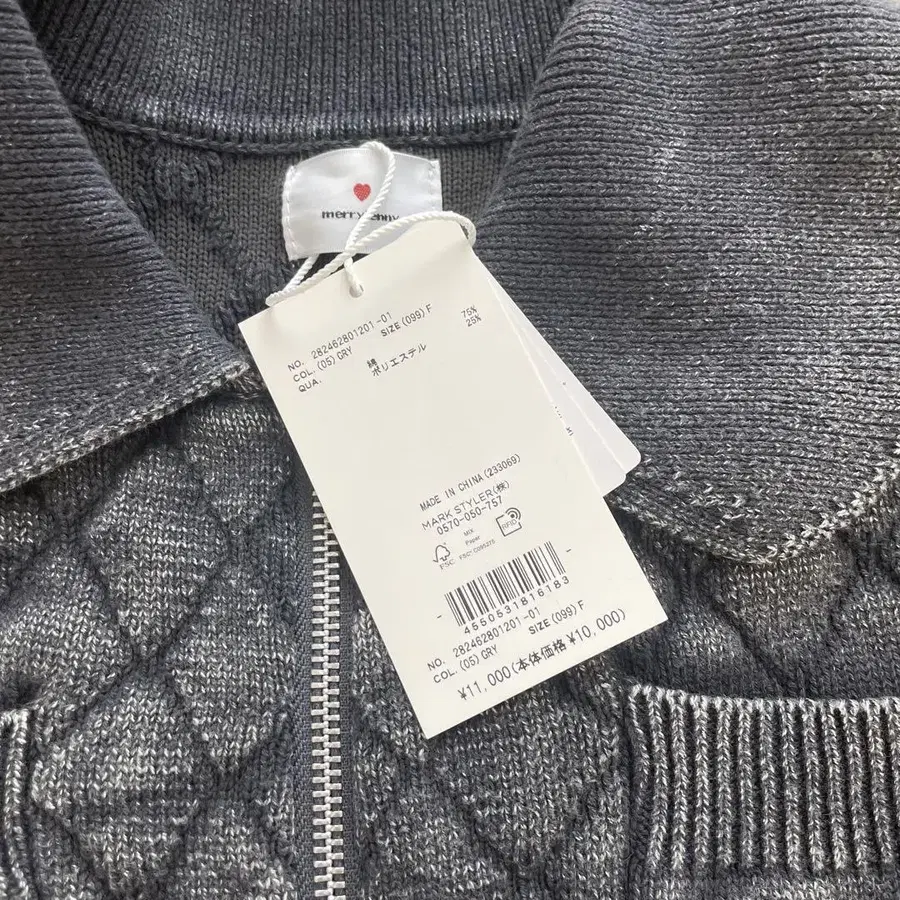 NO. 282462801201-01
COL. (05) GRY SIZE (099) F
QUA. 綿 75%
ポリエステル 25%
MADE IN CHINA (233069)
MARK STYLER(株)
0570-050-757
FSC
MIX
Paper
RFID
4550531816183
NO. 282462801201-01
COL. (05) GRY SIZE (099) F
¥11,000(本体価格¥10,000)